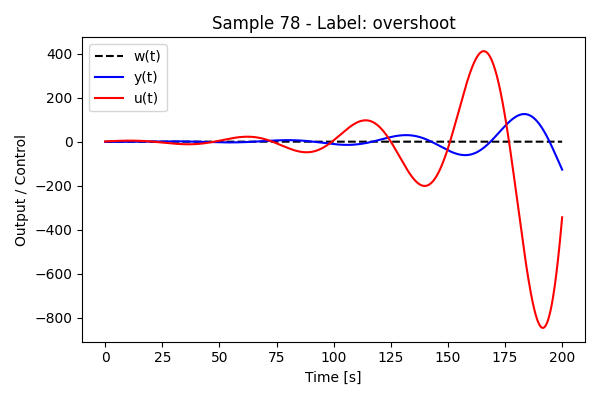 Sample 78 - Label: overshoot
w(t)
y(t)
u(t)
Output / Control
400
200
0
−200
−400
−600
−800
0 25 50 75 100 125 150 175 200
Time [s]